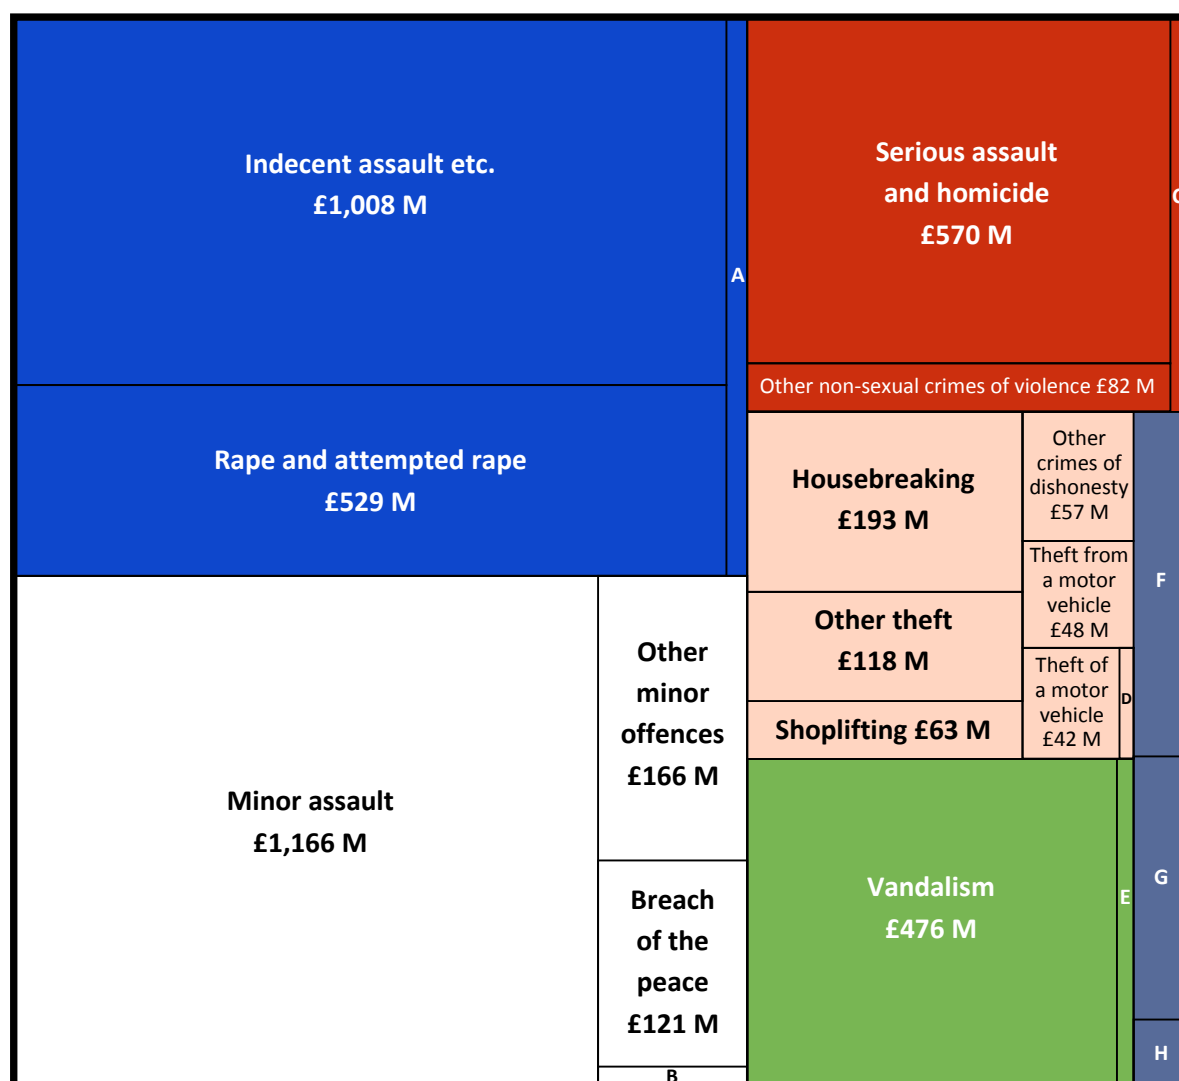 Indecent assault etc.
£1,008 M
A
Rape and attempted rape
£529 M
Serious assault
and homicide
£570 M
Other non-sexual crimes of violence £82 M
Housebreaking
£193 M
Other
crimes of
dishonesty
£57 M
Theft from
a motor
vehicle
£48 M
F
Other theft
£118 M
Theft of
a motor
vehicle
£42 M
D
Shoplifting £63 M
Minor assault
£1,166 M
Other
minor
offences
£166 M
Breach
of the
peace
£121 M
B
Vandalism
£476 M
E
G
H